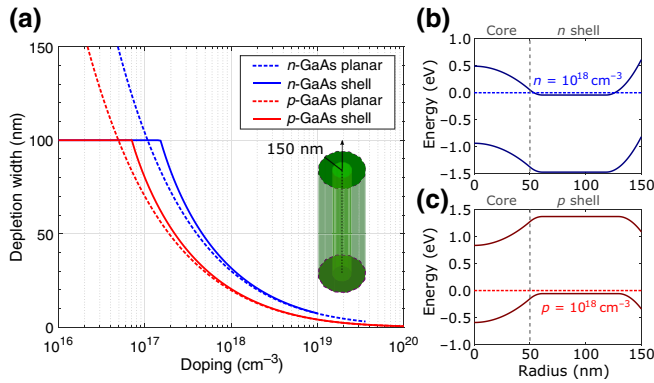 (a)
150
100
50
0
10^16
10^17
10^18
10^19
10^20
Depletion width (nm)
Doping (cm⁻³)
n-GaAs planar
n-GaAs shell
p-GaAs planar
p-GaAs shell
150 nm
(b)
Core
n shell
1.0
0.5
0.0
−0.5
−1.0
−1.5
Energy (eV)
n = 10^18 cm⁻³
0
50
100
150
(c)
Core
p shell
1.5
1.0
0.5
0.0
−0.5
−1.0
Energy (eV)
p = 10^18 cm⁻³
0
50
100
150
Radius (nm)